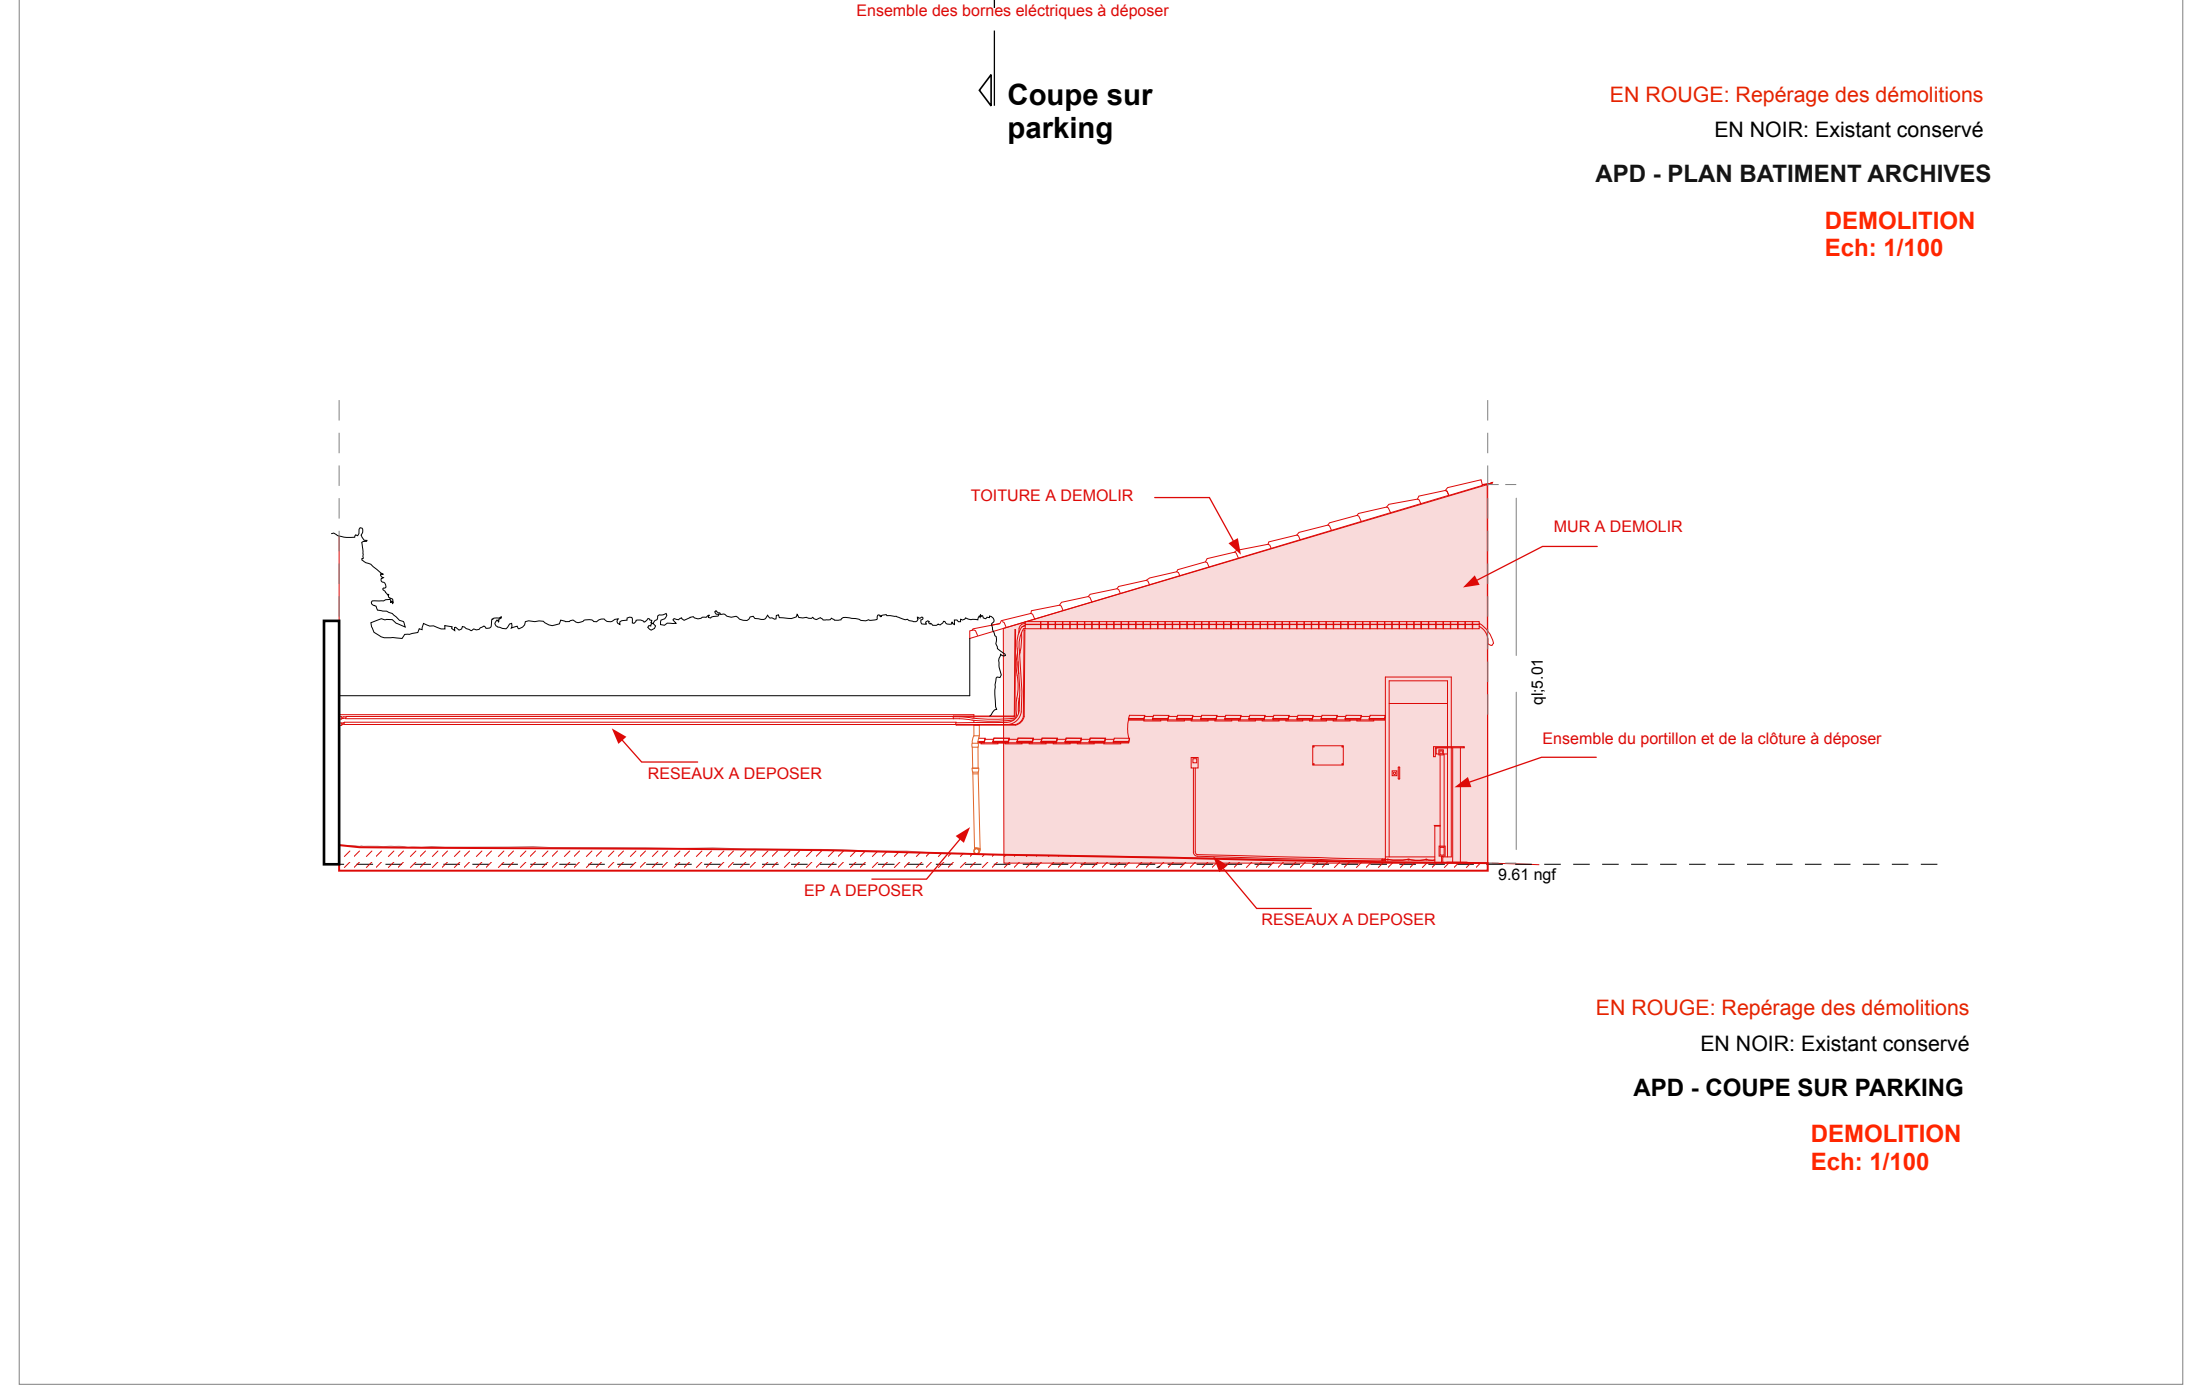 Ensemble des bornes eléctriques à déposer
Coupe sur
parking
EN ROUGE: Repérage des démolitions
EN NOIR: Existant conservé
APD - PLAN BATIMENT ARCHIVES
DEMOLITION
Ech: 1/100
TOITURE A DEMOLIR
MUR A DEMOLIR
ql;5.01
Ensemble du portillon et de la clôture à déposer
RESEAUX A DEPOSER
9.61 ngf
EP A DEPOSER
RESEAUX A DEPOSER
EN ROUGE: Repérage des démolitions
EN NOIR: Existant conservé
APD - COUPE SUR PARKING
DEMOLITION
Ech: 1/100